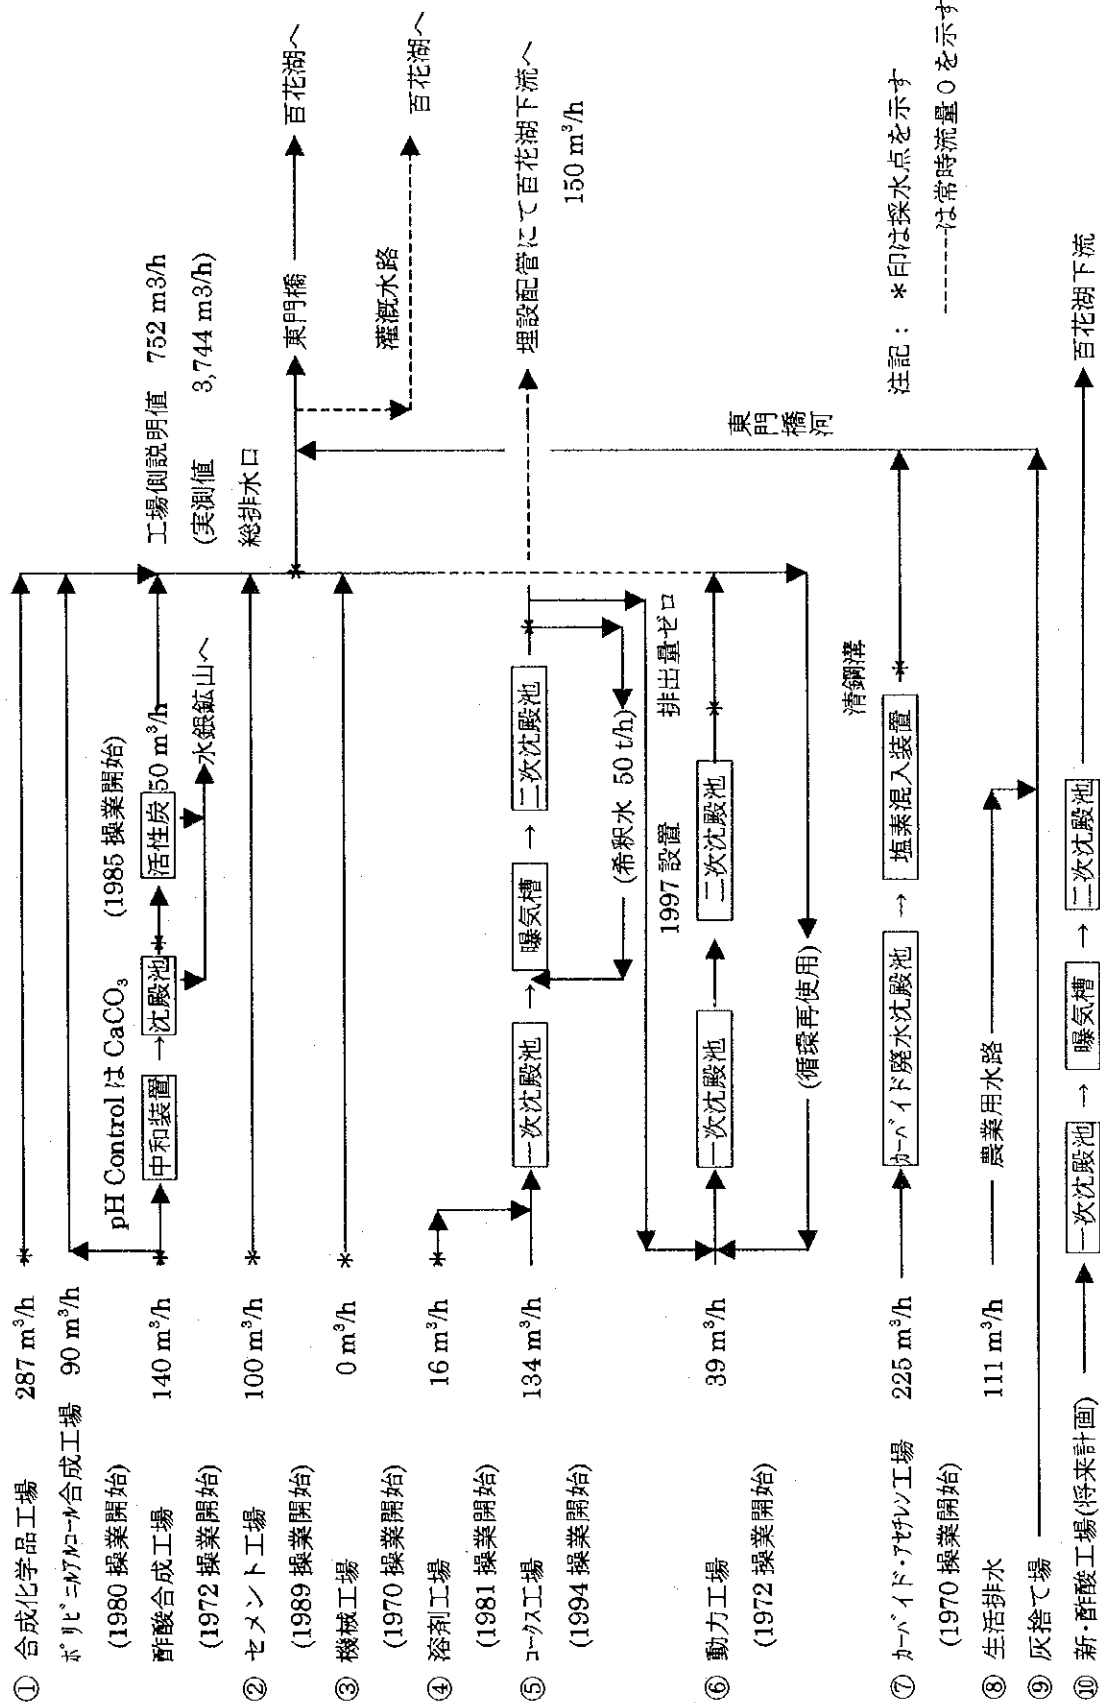 ① 合成化学品工場 287 m³/h
ポリビニルアルコール合成工場 90 m³/h
(1980 操業開始)
pH Control は CaCO₃ (1985 操業開始)
酢酸合成工場 140 m³/h
中和装置 → 沈殿池 活性炭 50 m³/h
(1972 操業開始)
水銀鉱山へ
工場側説明値 752 m3/h
(実測値 3,744 m3/h)
② セメント工場 100 m³/h
総排水口
(1989 操業開始)
東門橋 百花湖へ
③ 機械工場 0 m³/h
(1970 操業開始)
灌漑水路 百花湖へ
④ 溶剤工場 16 m³/h
(1981 操業開始)
⑤ コークス工場 134 m³/h
一次沈殿池 → 曝気槽 → 二次沈殿池
埋設配管にて百花湖下流へ
150 m³/h
(1994 操業開始)
(希釈水 50 t/h)
1997 設置 排出量ゼロ
⑥ 動力工場 39 m³/h
一次沈殿池 二次沈殿池
(1972 操業開始)
(循環再使用)
東門橋河
清鋼溝
⑦ カーバイド・アセチレン工場 225 m³/h
カーバイド廃水沈殿池 → 塩素混入装置
(1970 操業開始)
注記： ＊印は採水点を示す
------は常時流量０を示す
⑧ 生活排水 111 m³/h
農業用水路
⑨ 灰捨て場
⑩ 新・酢酸工場(将来計画)
一次沈殿池 → 曝気槽 → 二次沈殿池
百花湖下流